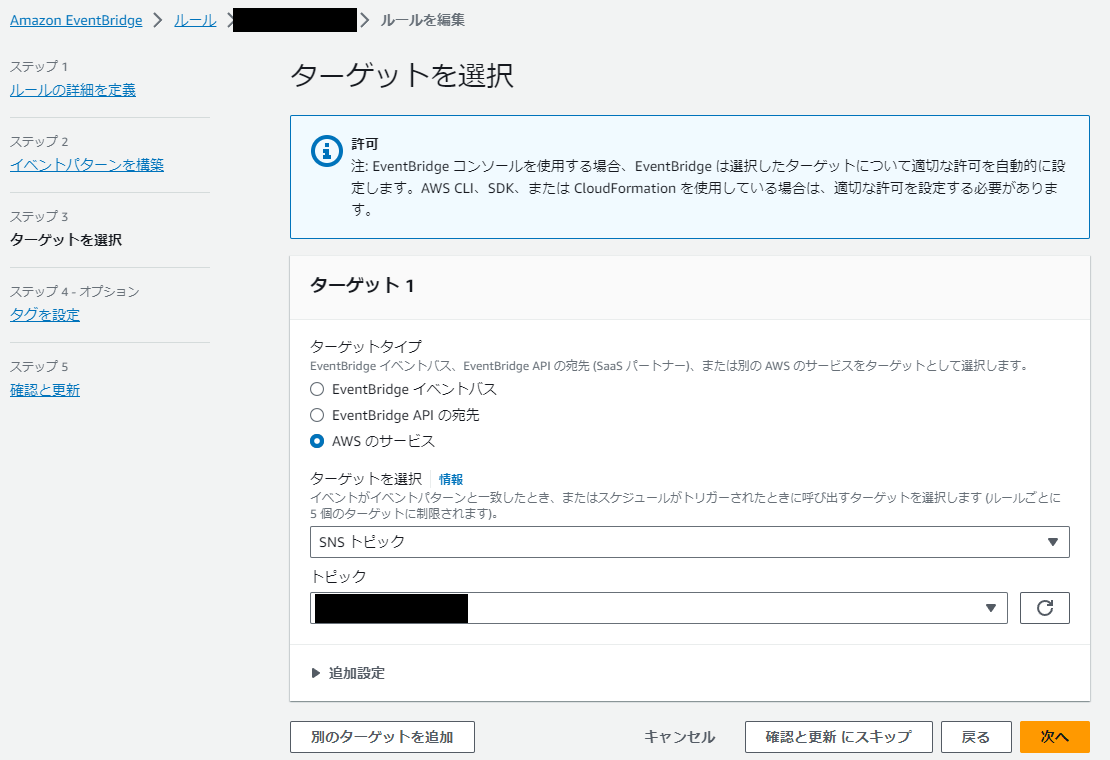 Amazon EventBridge > ルール > > ルールを編集
ステップ 1
ルールの詳細を定義
ステップ 2
イベントパターンを構築
ステップ 3
ターゲットを選択
ステップ 4 - オプション
タグを設定
ステップ 5
確認と更新
ターゲットを選択
許可
注: EventBridge コンソールを使用する場合、EventBridge は選択したターゲットについて適切な許可を自動的に設
定します。AWS CLI、SDK、または CloudFormation を使用している場合は、適切な許可を設定する必要がありま
す。
ターゲット 1
ターゲットタイプ
EventBridge イベントバス、EventBridge API の宛先 (SaaS パートナー)、または別の AWS のサービスをターゲットとして選択します。
EventBridge イベントバス
EventBridge API の宛先
AWS のサービス
ターゲットを選択 情報
イベントがイベントパターンと一致したとき、またはスケジュールがトリガーされたときに呼び出すターゲットを選択します (ルールごとに
5 個のターゲットに制限されます)。
SNS トピック
トピック
追加設定
別のターゲットを追加 キャンセル 確認と更新 にスキップ 戻る 次へ